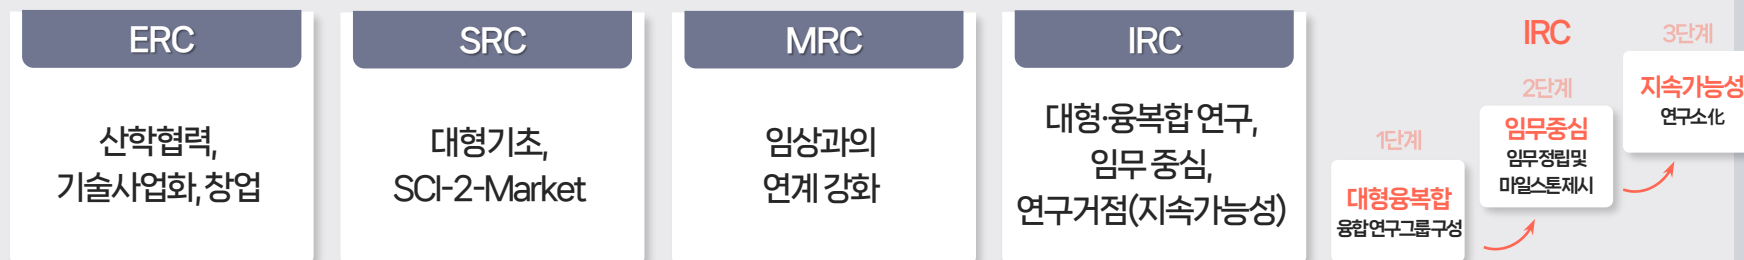 ERC
산학협력,
기술사업화, 창업
SRC
대형기초,
SCI-2-Market
MRC
임상과의
연계 강화
IRC
대형·융복합 연구,
임무 중심,
연구거점(지속가능성)
IRC
1단계
대형융복합
융합연구그룹 구성
2단계
임무중심
임무정립 및
마일스톤 제시
3단계
지속가능성
연구소化